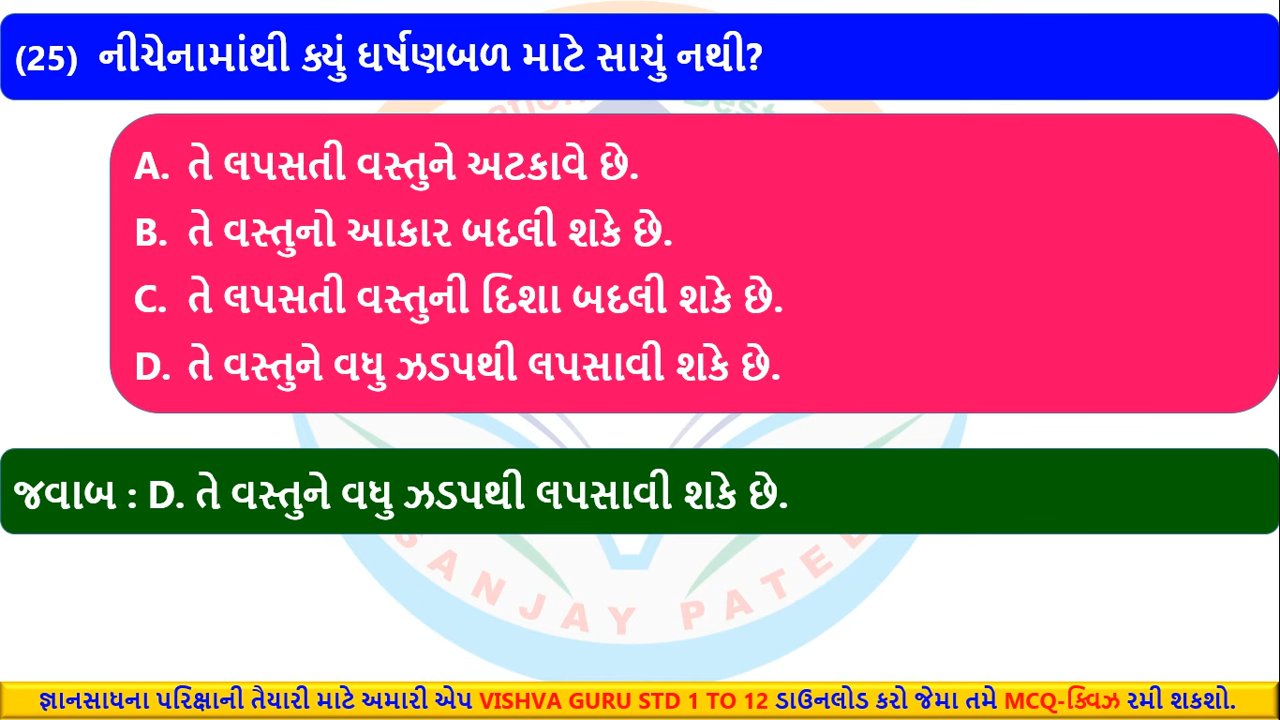 (25) નીચેનામાંથી ક્યું ઘર્ષણબળ માટે સાચું નથી?
A. તે લપસતી વસ્તુને અટકાવે છે.
B. તે વસ્તુનો આકાર બદલી શકે છે.
C. તે લપસતી વસ્તુની દિશા બદલી શકે છે.
D. તે વસ્તુને વધુ ઝડપથી લપસાવી શકે છે.
જવાબ : D. તે વસ્તુને વધુ ઝડપથી લપસાવી શકે છે.
SANJAY PATEL
જ્ઞાનસાધના પરિક્ષાની તૈયારી માટે અમારી એપ VISHVA GURU STD 1 TO 12 ડાઉનલોડ કરો જેમા તમે MCQ-ક્વિઝ રમી શકશો.